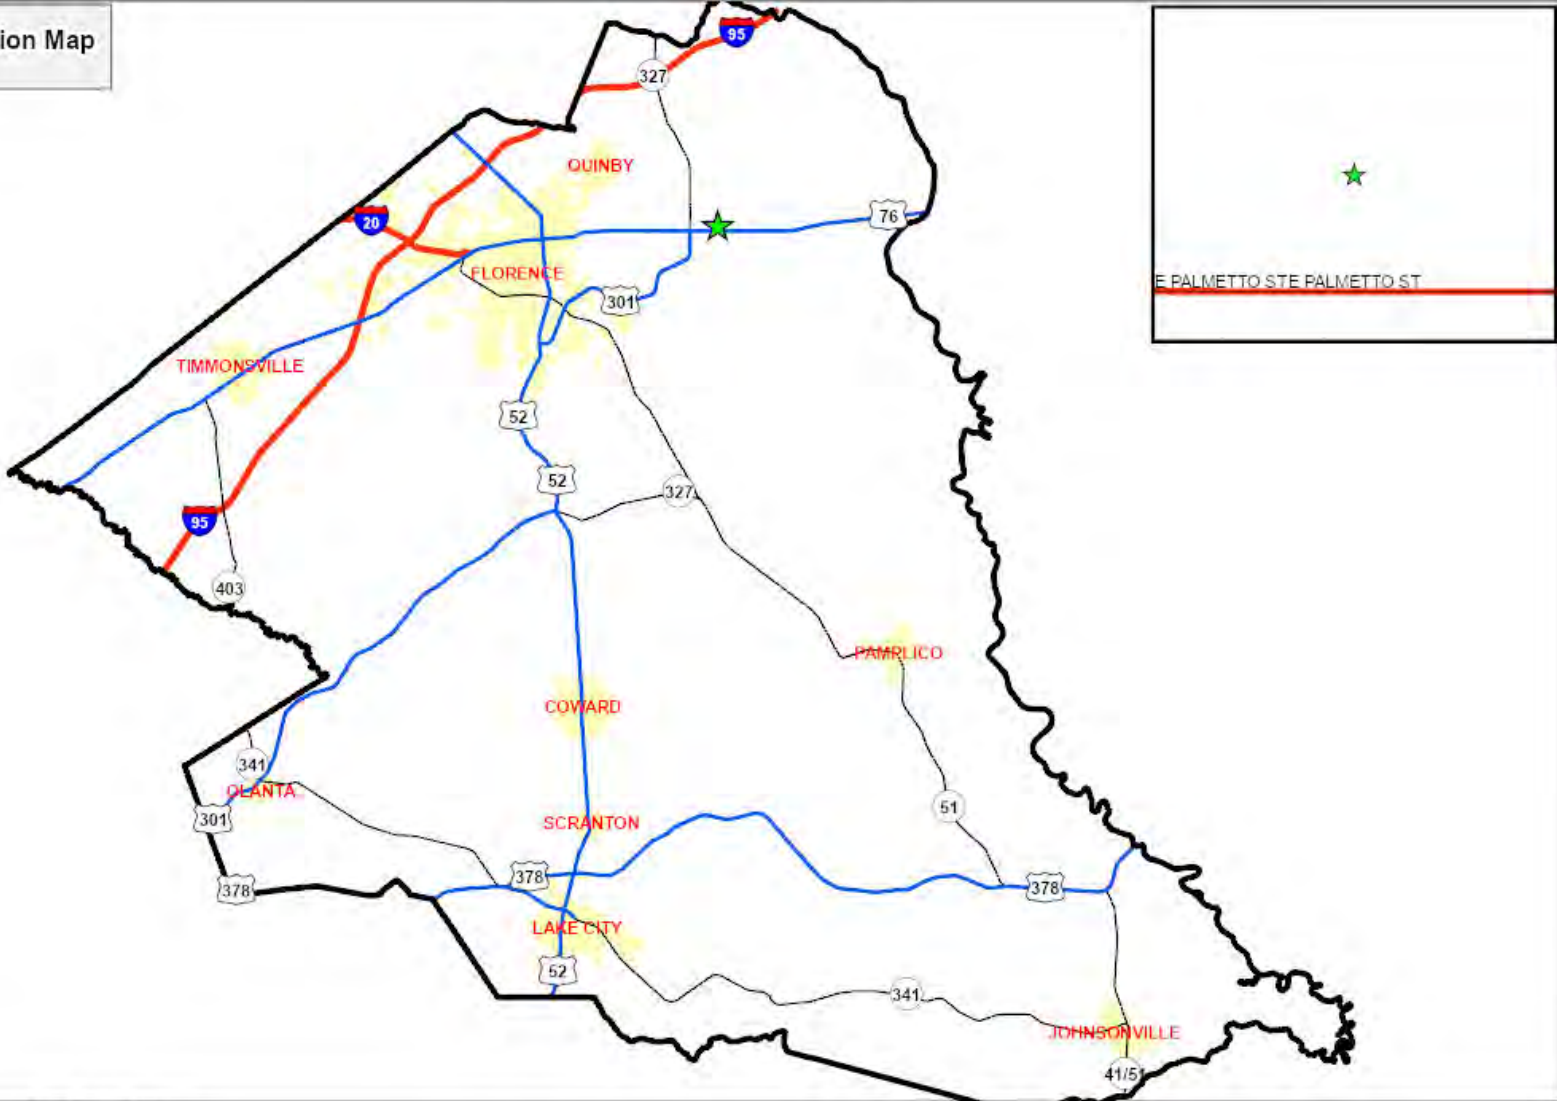 ion Map
95
327
QUINBY
20
76
FLORENCE
301
E PALMETTO STE PALMETTO ST
TIMMONSVILLE
52
52
327
95
403
PAMPLICO
COWARD
341
OLANTA
301
51
SCRANTON
378
378
378
LAKE CITY
52
341
JOHNSONVILLE
41/51